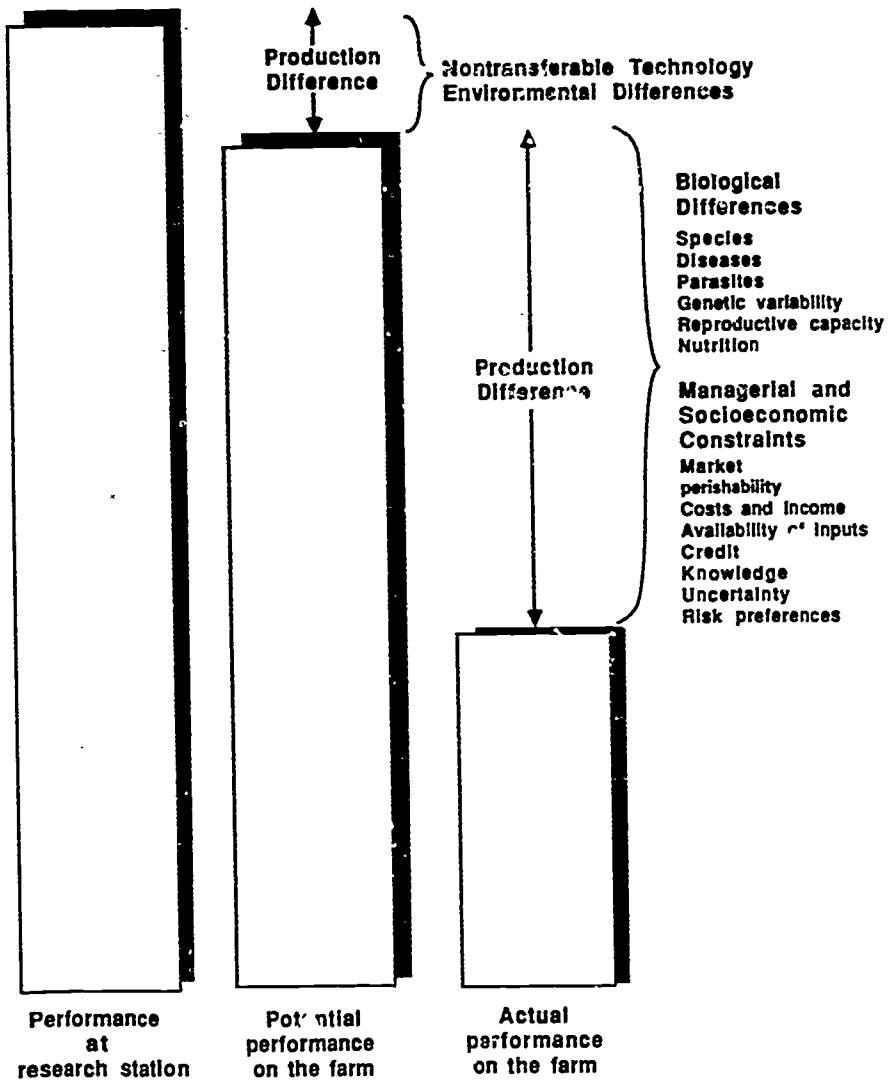 Production
Difference
Nontransferable Technology
Environmental Differences
Biological
Differences
Species
Diseases
Parasites
Genetic variability
Reproductive capacity
Nutrition
Production
Difference
Managerial and
Socioeconomic
Constraints
Market
perishability
Costs and Income
Availability of Inputs
Credit
Knowledge
Uncertainty
Risk preferences
Performance
at
research station
Potential
performance
on the farm
Actual
performance
on the farm